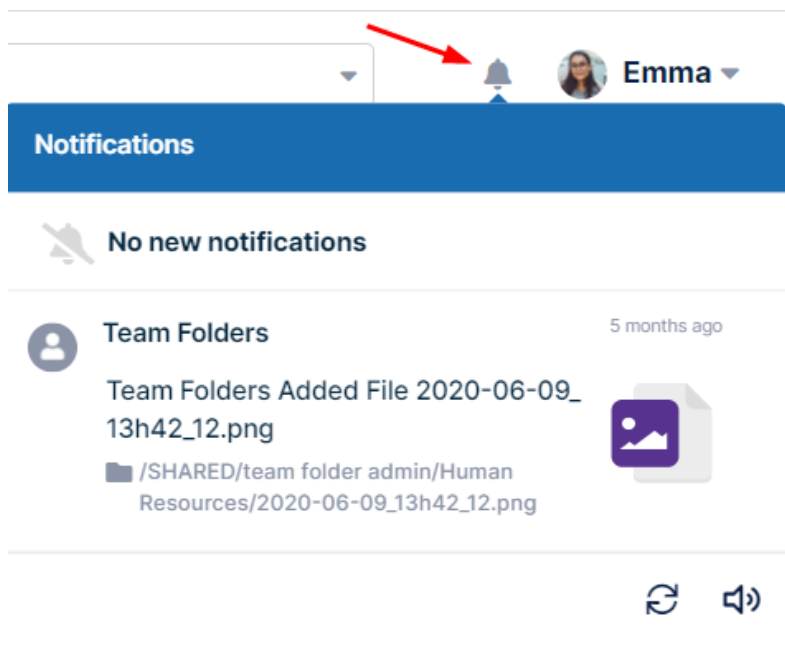 Emma
Notifications
No new notifications
Team Folders
5 months ago
Team Folders Added File 2020-06-09_
13h42_12.png
/SHARED/team folder admin/Human
Resources/2020-06-09_13h42_12.png